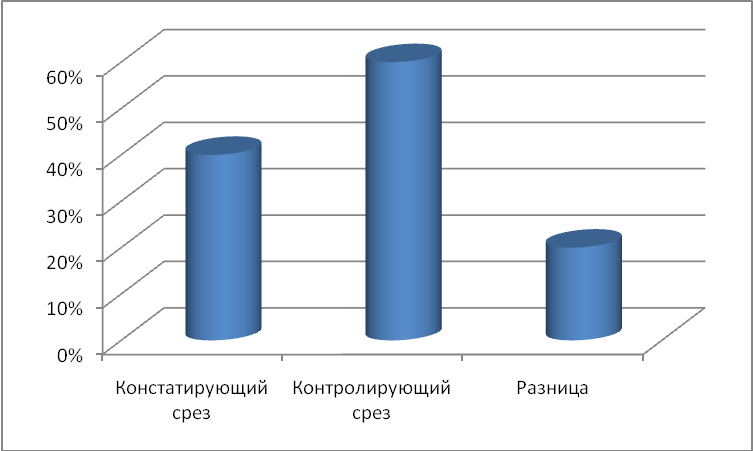 60%
50%
40%
30%
20%
10%
0%
Констатирующий
срез
Контролирующий
срез
Разница